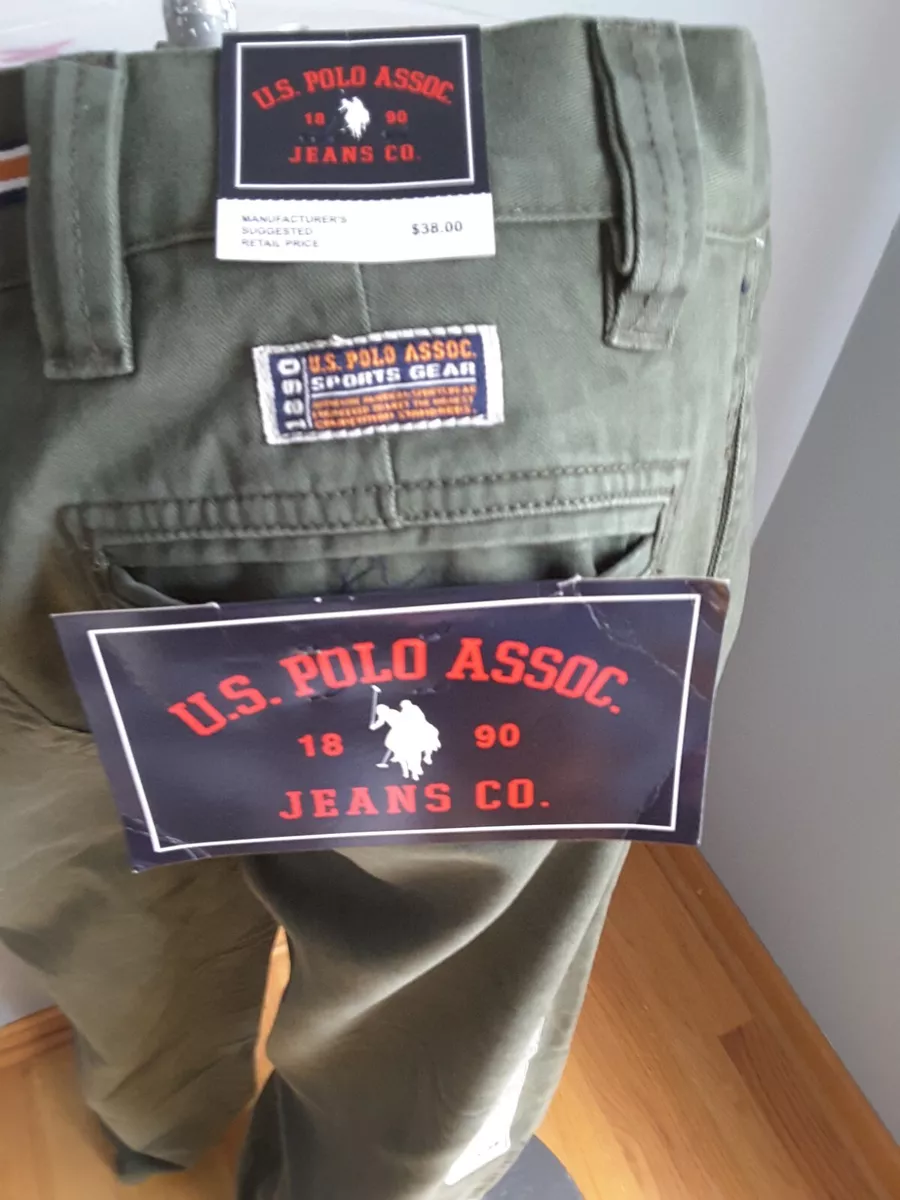 U.S. POLO ASSOC.
18 90
JEANS CO.
MANUFACTURER'S
SUGGESTED
RETAIL PRICE
$38.00
1890
U.S. POLO ASSOC.
SPORTS GEAR
U.S. POLO ASSOC.
18 90
JEANS CO.